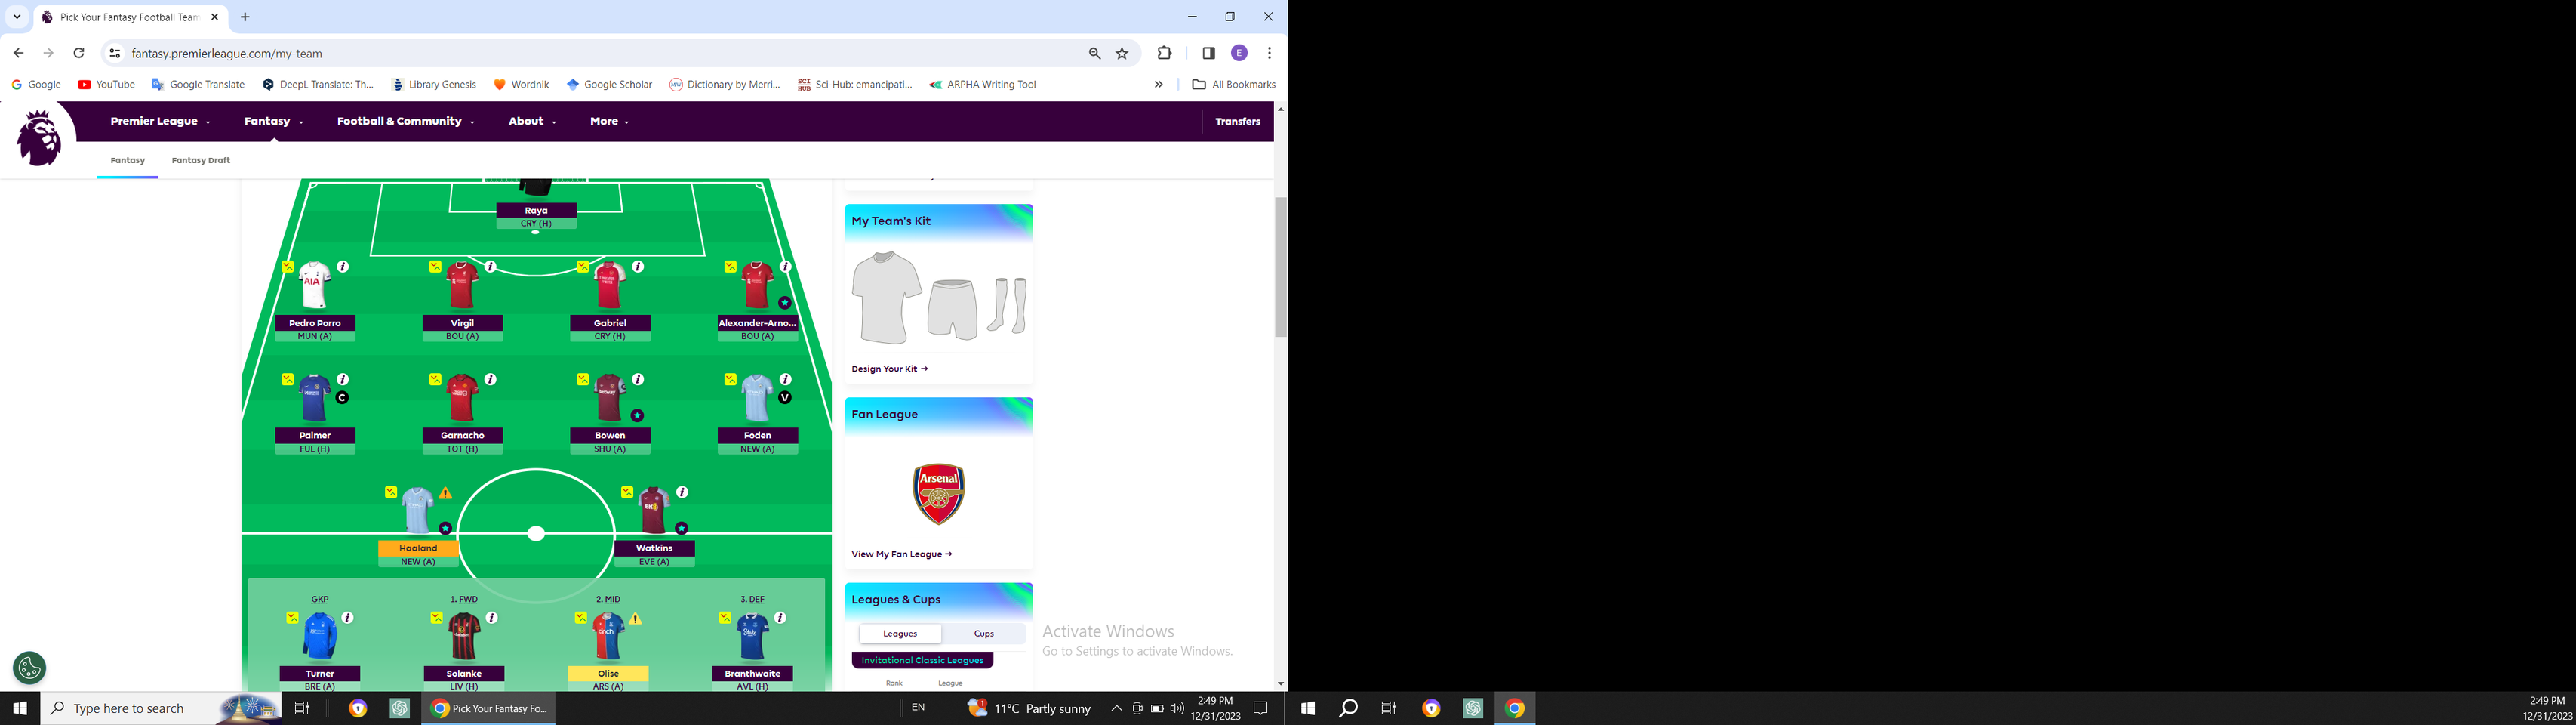 Pick Your Fantasy Football Team
fantasy.premierleague.com/my-team
E
Google
YouTube
Google Translate
DeepL Translate: Th...
Library Genesis
Wordnik
Google Scholar
Dictionary by Merri...
Sci-Hub: emancipati...
ARPHA Writing Tool
All Bookmarks
Premier League
Fantasy
Football & Community
About
More
Transfers
Fantasy
Fantasy Draft
Raya
CRY (H)
AIA
Pedro Porro
MUN (A)
Virgil
BOU (A)
Gabriel
CRY (H)
Alexander-Arno...
BOU (A)
C
V
Palmer
FUL (H)
Garnacho
TOT (H)
Bowen
SHU (A)
Foden
NEW (A)
Haaland
NEW (A)
Watkins
EVE (A)
GKP
1. FWD
2. MID
3. DEF
Turner
BRE (A)
Solanke
LIV (H)
Olise
ARS (A)
Branthwaite
AVL (H)
My Team's Kit
Design Your Kit →
Fan League
Arsenal
View My Fan League →
Leagues & Cups
Leagues
Cups
Invitational Classic Leagues
Rank
League
Activate Windows
Go to Settings to activate Windows.
Type here to search
Pick Your Fantasy Fo...
EN
11°C Partly sunny
2:49 PM
12/31/2023
2:49 PM
12/31/2023